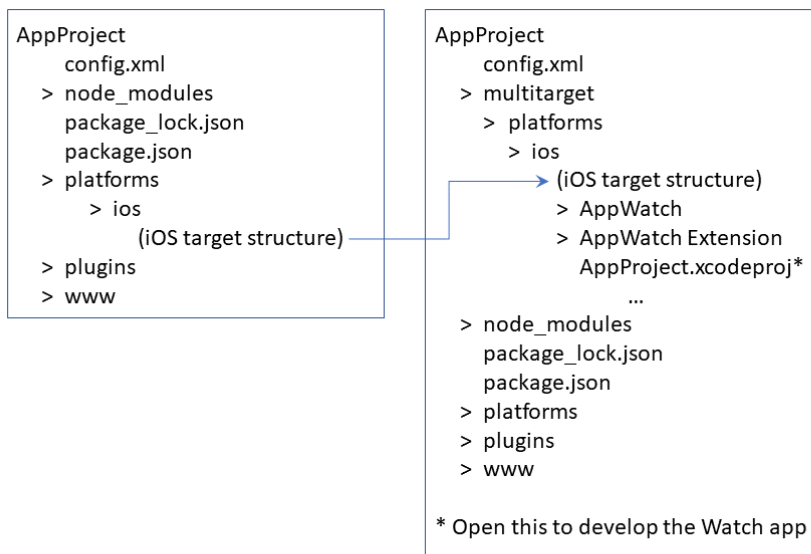 AppProject
config.xml
> node_modules
package_lock.json
package.json
> platforms
> ios
(iOS target structure)
> plugins
> www
AppProject
config.xml
> multitarget
> platforms
> ios
(iOS target structure)
> AppWatch
> AppWatch Extension
AppProject.xcodeproj*
...
> node_modules
package_lock.json
package.json
> platforms
> plugins
> www
* Open this to develop the Watch app